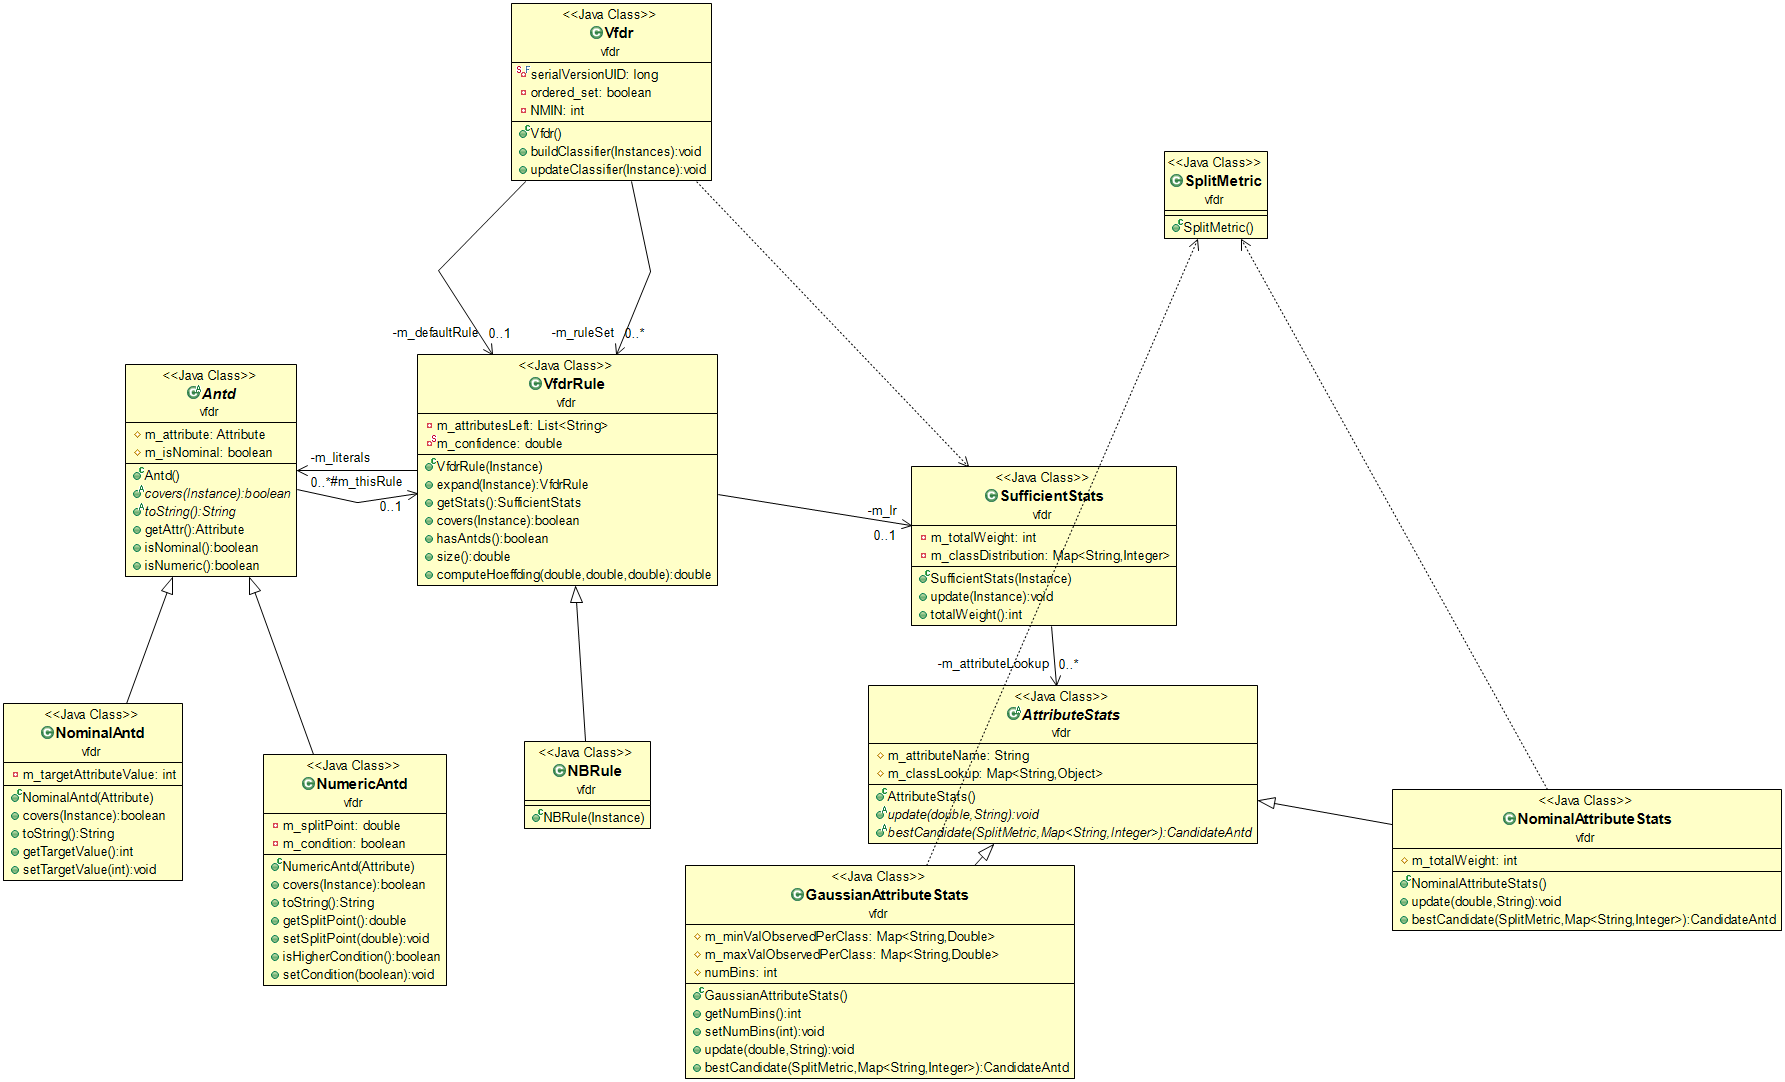 <<Java Class>>
Vfdr
vfdr
serialVersionUID: long
ordered_set: boolean
NMIN: int
Vfdr()
buildClassifier(Instances):void
updateClassifier(Instance):void
<<Java Class>>
SplitMetric
vfdr
SplitMetric()
-m_defaultRule 0..1
-m_ruleSet 0..*
<<Java Class>>
Antd
vfdr
m_attribute: Attribute
m_isNominal: boolean
Antd()
covers(Instance):boolean
toString():String
getAttr():Attribute
isNominal():boolean
isNumeric():boolean
-m_literals
0..*
#m_thisRule
0..1
<<Java Class>>
VfdrRule
vfdr
m_attributesLeft: List<String>
m_confidence: double
VfdrRule(Instance)
expand(Instance):VfdrRule
getStats():SufficientStats
covers(Instance):boolean
hasAntds():boolean
size():double
computeHoeffding(double,double,double):double
-m_lr
0..1
<<Java Class>>
SufficientStats
vfdr
m_totalWeight: int
m_classDistribution: Map<String,Integer>
SufficientStats(Instance)
update(Instance):void
totalWeight():int
-m_attributeLookup 0..*
<<Java Class>>
NominalAntd
vfdr
m_targetAttributeValue: int
NominalAntd(Attribute)
covers(Instance):boolean
toString():String
getTargetValue():int
setTargetValue(int):void
<<Java Class>>
NumericAntd
vfdr
m_splitPoint: double
m_condition: boolean
NumericAntd(Attribute)
covers(Instance):boolean
toString():String
getSplitPoint():double
setSplitPoint(double):void
isHigherCondition():boolean
setCondition(boolean):void
<<Java Class>>
NBRule
vfdr
NBRule(Instance)
<<Java Class>>
AttributeStats
vfdr
m_attributeName: String
m_classLookup: Map<String,Object>
AttributeStats()
update(double,String):void
bestCandidate(SplitMetric,Map<String,Integer>):CandidateAntd
<<Java Class>>
GaussianAttributeStats
vfdr
m_minValObservedPerClass: Map<String,Double>
m_maxValObservedPerClass: Map<String,Double>
numBins: int
GaussianAttributeStats()
getNumBins():int
setNumBins(int):void
update(double,String):void
bestCandidate(SplitMetric,Map<String,Integer>):CandidateAntd
<<Java Class>>
NominalAttributeStats
vfdr
m_totalWeight: int
NominalAttributeStats()
update(double,String):void
bestCandidate(SplitMetric,Map<String,Integer>):CandidateAntd